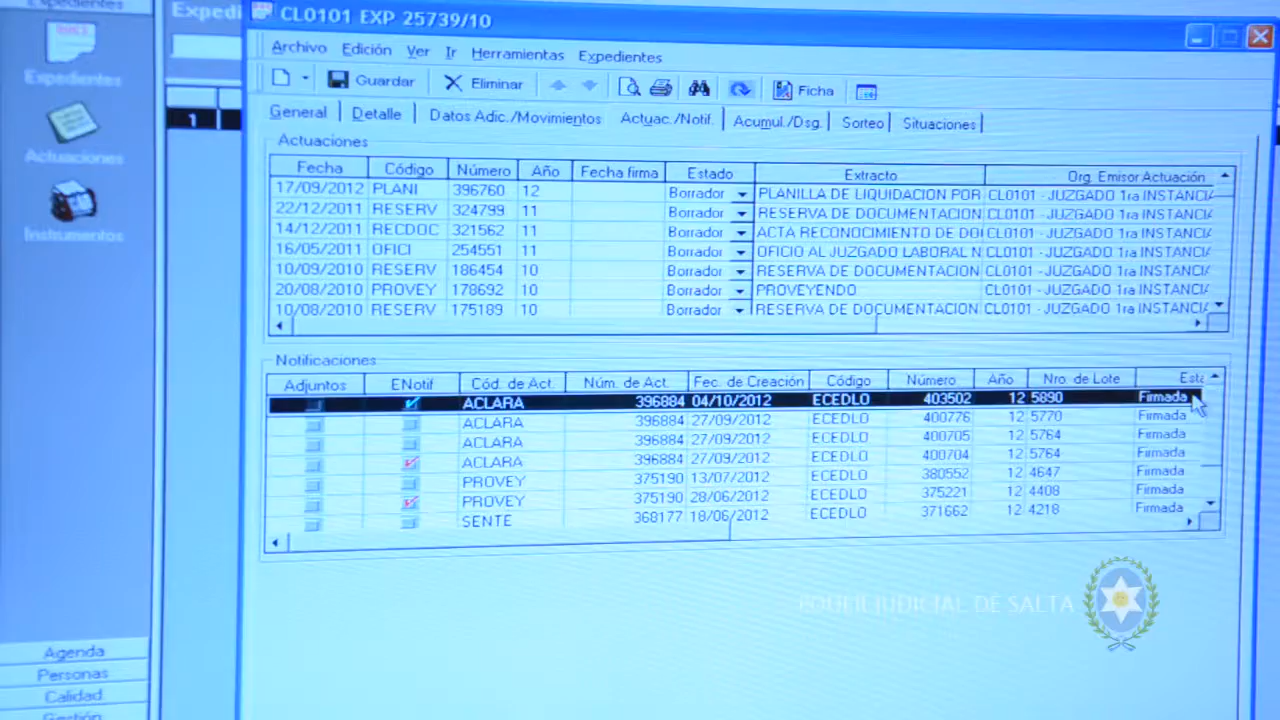 Expedientes
Expedientes
Actuaciones
Instrumentos
Agenda
Personas
Calidad
Gestión
Expedi
1
CL0101 EXP 25739/10
Archivo Edición Ver Ir Herramientas Expedientes
Guardar Eliminar Ficha
General Detalle Datos Adic./Movimientos Actuac./Notif. Acumul./Dsg. Sorteo Situaciones
Actuaciones
Fecha Código Número Año Fecha firma Estado Extracto Org. Emisor Actuación
17/09/2012 PLANI 396760 12 Borrador PLANILLA DE LIQUIDACION POR CL0101 - JUZGADO 1ra INSTANCIA
22/12/2011 RESERV 324799 11 Borrador RESERVA DE DOCUMENTACION CL0101 - JUZGADO 1ra INSTANCIA
14/12/2011 RECDOC 321562 11 Borrador ACTA RECONOCIMIENTO DE DO CL0101 - JUZGADO 1ra INSTANCIA
16/05/2011 OFICI 254551 11 Borrador OFICIO AL JUZGADO LABORAL N CL0101 - JUZGADO 1ra INSTANCIA
10/09/2010 RESERV 186454 10 Borrador RESERVA DE DOCUMENTACION CL0101 - JUZGADO 1ra INSTANCIA
20/08/2010 PROVEY 178692 10 Borrador PROVEYENDO CL0101 - JUZGADO 1ra INSTANCIA
10/08/2010 RESERV 175189 10 Borrador RESERVA DE DOCUMENTACION CL0101 - JUZGADO 1ra INSTANCIA
Notificaciones
Adjuntos ENotif Cód. de Act. Núm. de Act. Fec. de Creación Código Número Año Nro. de Lote Esta
ACLARA 396884 04/10/2012 ECEDLO 403502 12 5890 Firmada
ACLARA 396884 27/09/2012 ECEDLO 400776 12 5770 Firmada
ACLARA 396884 27/09/2012 ECEDLO 400705 12 5764 Firmada
ACLARA 396884 27/09/2012 ECEDLO 400704 12 5764 Firmada
PROVEY 375190 13/07/2012 ECEDLO 380552 12 4647 Firmada
PROVEY 375190 28/06/2012 ECEDLO 375221 12 4408 Firmada
SENTE 368177 18/06/2012 ECEDLO 371662 12 4218 Firmada
JUDICIAL DE SALTA